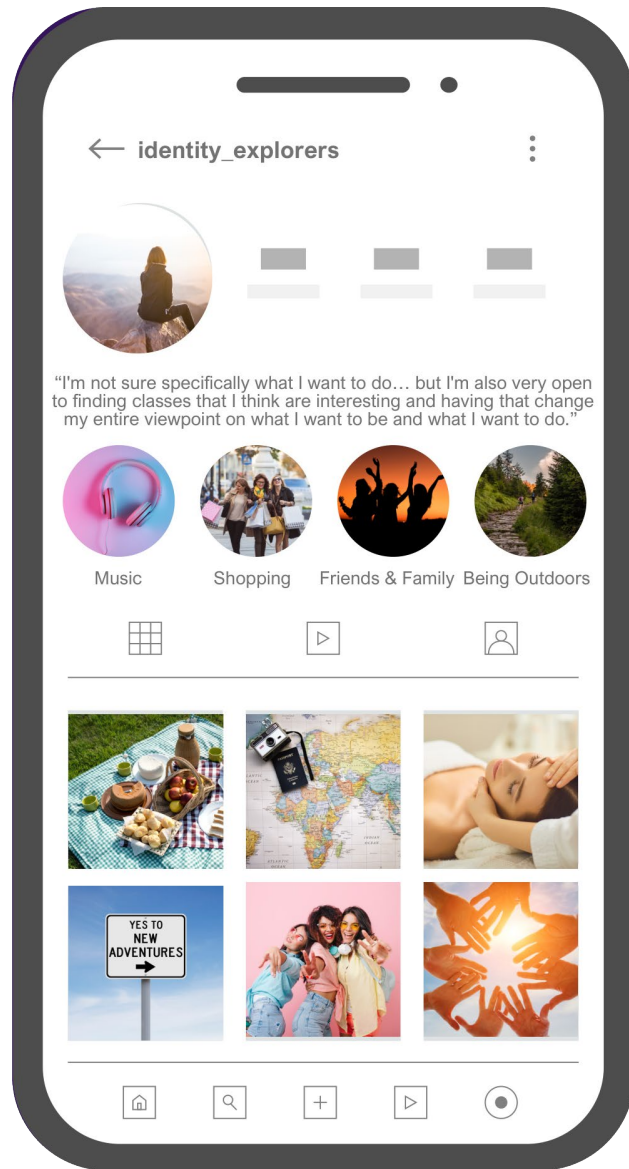 identity_explorers
“I'm not sure specifically what I want to do… but I'm also very open
to finding classes that I think are interesting and having that change
my entire viewpoint on what I want to be and what I want to do.”
Music
Shopping
Friends & Family
Being Outdoors
YES TO
NEW
ADVENTURES